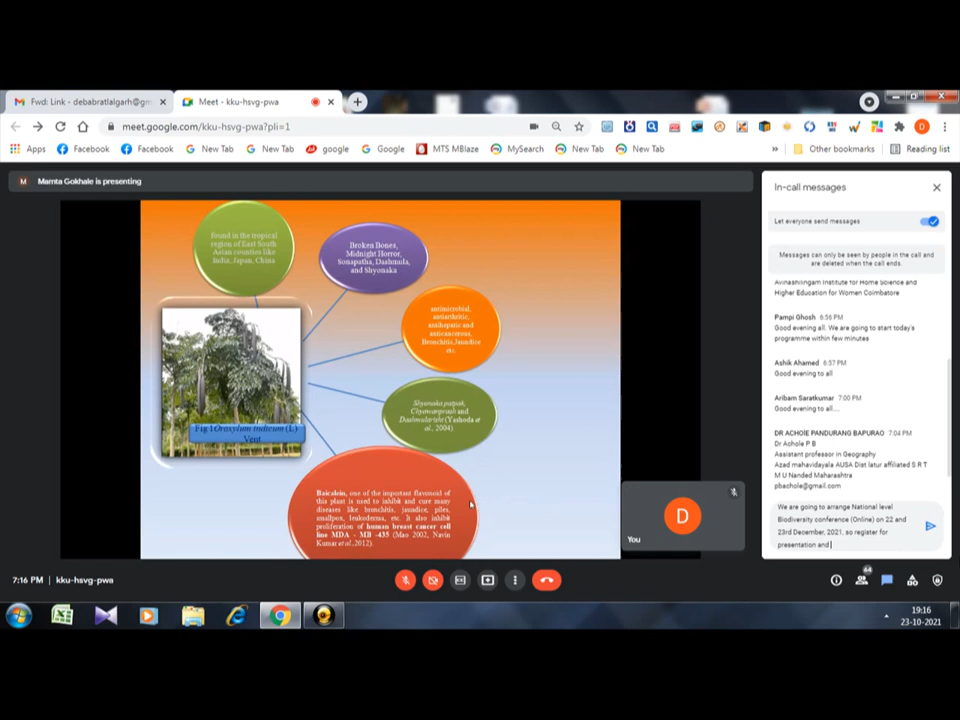 Fwd: Link - debabratlalgarh@gm
Meet - kku-hsvg-pwa
meet.google.com/kku-hsvg-pwa?pli=1
Apps
Facebook
Facebook
New Tab
New Tab
google
Google
MTS MBlaze
MySearch
New Tab
New Tab
»
Other bookmarks
Reading list
M
Mamta Gokhale is presenting
Found in the tropical
region of East South
Asian counties like
India, Japan, China
Broken Bones,
Midnight Horror,
Sonapatha, Dashmula,
and Shyonaka
antimicrobial,
antiarthritic,
antihepatic and
anticancerous,
Bronchitis,Jaundice
etc.
Shyonaka patpak,
Chyawanprash and
Dashmularisht (Yashoda et
al., 2004).
Fig 1 Oroxylum indicum (L)
Vent
Baicalein, one of the important flavonoid of
this plant is used to inhibit and cure many
diseases like bronchitis, jaundice, piles,
smallpox, leukoderma, etc. It also inhibit
proliferation of human breast cancer cell
line MDA - MB -435 (Mao 2002, Navin
Kumar et al.,2012).
D
You
In-call messages
Let everyone send messages
Messages can only be seen by people in the call and
are deleted when the call ends.
Avinashilingam Institute for Home Science and
Higher Education for Women Coimbatore
Pampi Ghosh 6:56 PM
Good evening all. We are going to start today's
programme within few minutes
Ashik Ahamed 6:57 PM
Good evening to all
Aribam Saratkumar 7:00 PM
Good evening to all....
DR ACHOlE PANDURANG BAPURAO 7:04 PM
Dr Achole P B
Assistant professor in Geography
Azad mahavidayala AUSA Dist latur affiliated S R T
M U Nanded Maharashtra
pbachole@gmail.com
We are going to arrange National level
Biodiversity conference (Online) on 22 and
23rd December, 2021, so register for
presentation and
7:16 PM | kku-hsvg-pwa
64
19:16
23-10-2021